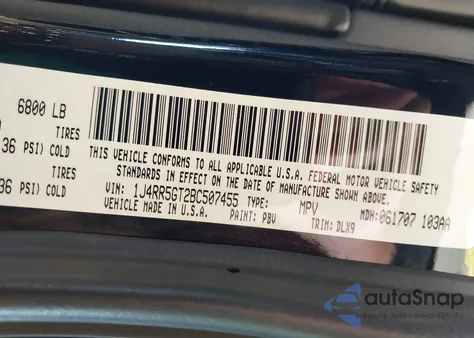 6800 LB
TIRES
36 PSI) COLD
TIRES
36 PSI) COLD
THIS VEHICLE CONFORMS TO ALL APPLICABLE U.S.A. FEDERAL MOTOR VEHICLE SAFETY
STANDARDS IN EFFECT ON THE DATE OF MANUFACTURE SHOWN ABOVE.
VIN: 1J4RR5GT2BC507455 TYPE: MPV MDH: 061707 103AA
VEHICLE MADE IN U.S.A. PAINT: PBV TRIM: DLX9
autaSnap